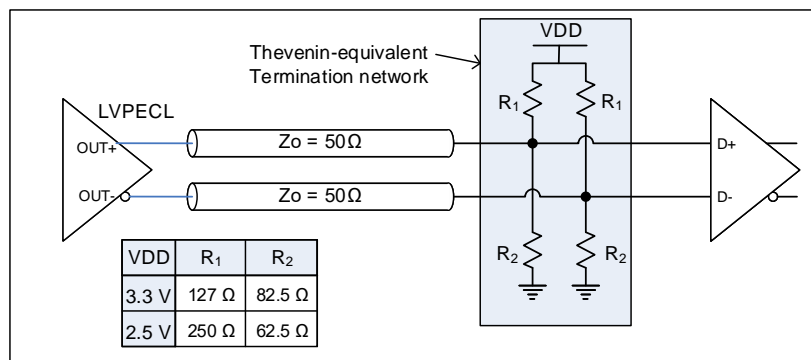 VDD
Thevenin-equivalent
Termination network
R1 R1
LVPECL
OUT+ Zo = 50Ω D+
OUT- Zo = 50Ω D-
R2 R2
VDD R1 R2
3.3 V 127 Ω 82.5 Ω
2.5 V 250 Ω 62.5 Ω